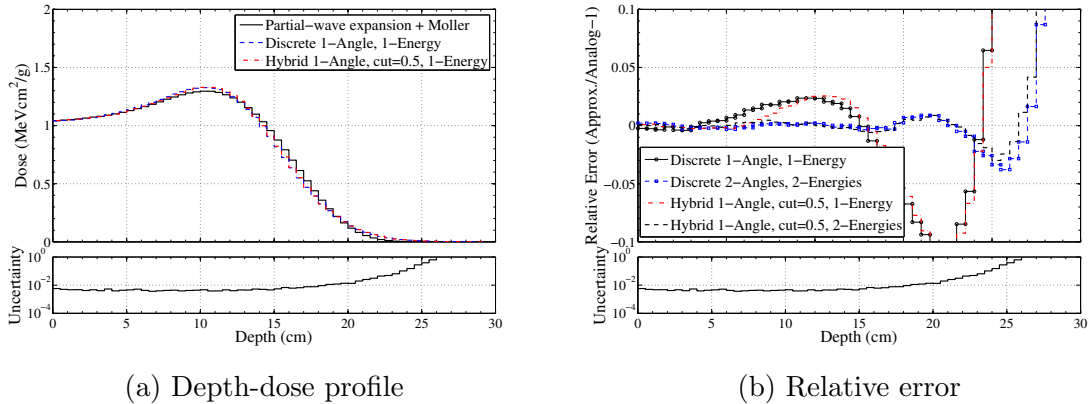 Partial−wave expansion + Moller
Discrete 1−Angle, 1−Energy
Hybrid 1−Angle, cut=0.5, 1−Energy
Dose (MeVcm²/g)
2
1.5
1
0.5
0
Uncertainty
10⁰
10⁻²
10⁻⁴
0 5 10 15 20 25 30
Depth (cm)
(a) Depth-dose profile
Relative Error (Approx./Analog−1)
0.1
0.05
0
−0.05
−0.1
Discrete 1−Angle, 1−Energy
Discrete 2−Angles, 2−Energies
Hybrid 1−Angle, cut=0.5, 1−Energy
Hybrid 1−Angle, cut=0.5, 2−Energies
Uncertainty
10⁰
10⁻²
10⁻⁴
0 5 10 15 20 25 30
Depth (cm)
(b) Relative error